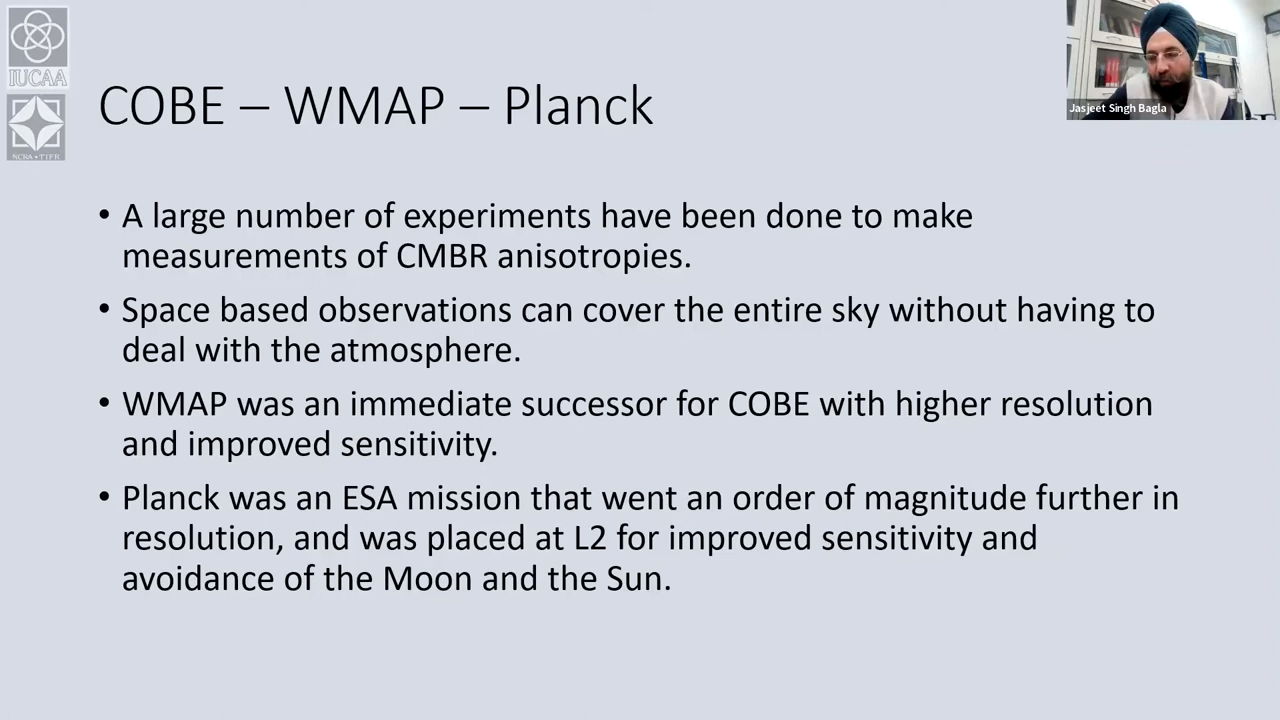 IUCAA
NCRA • TIFR
Jasjeet Singh Bagla
COBE – WMAP – Planck
• A large number of experiments have been done to make
measurements of CMBR anisotropies.
• Space based observations can cover the entire sky without having to
deal with the atmosphere.
• WMAP was an immediate successor for COBE with higher resolution
and improved sensitivity.
• Planck was an ESA mission that went an order of magnitude further in
resolution, and was placed at L2 for improved sensitivity and
avoidance of the Moon and the Sun.